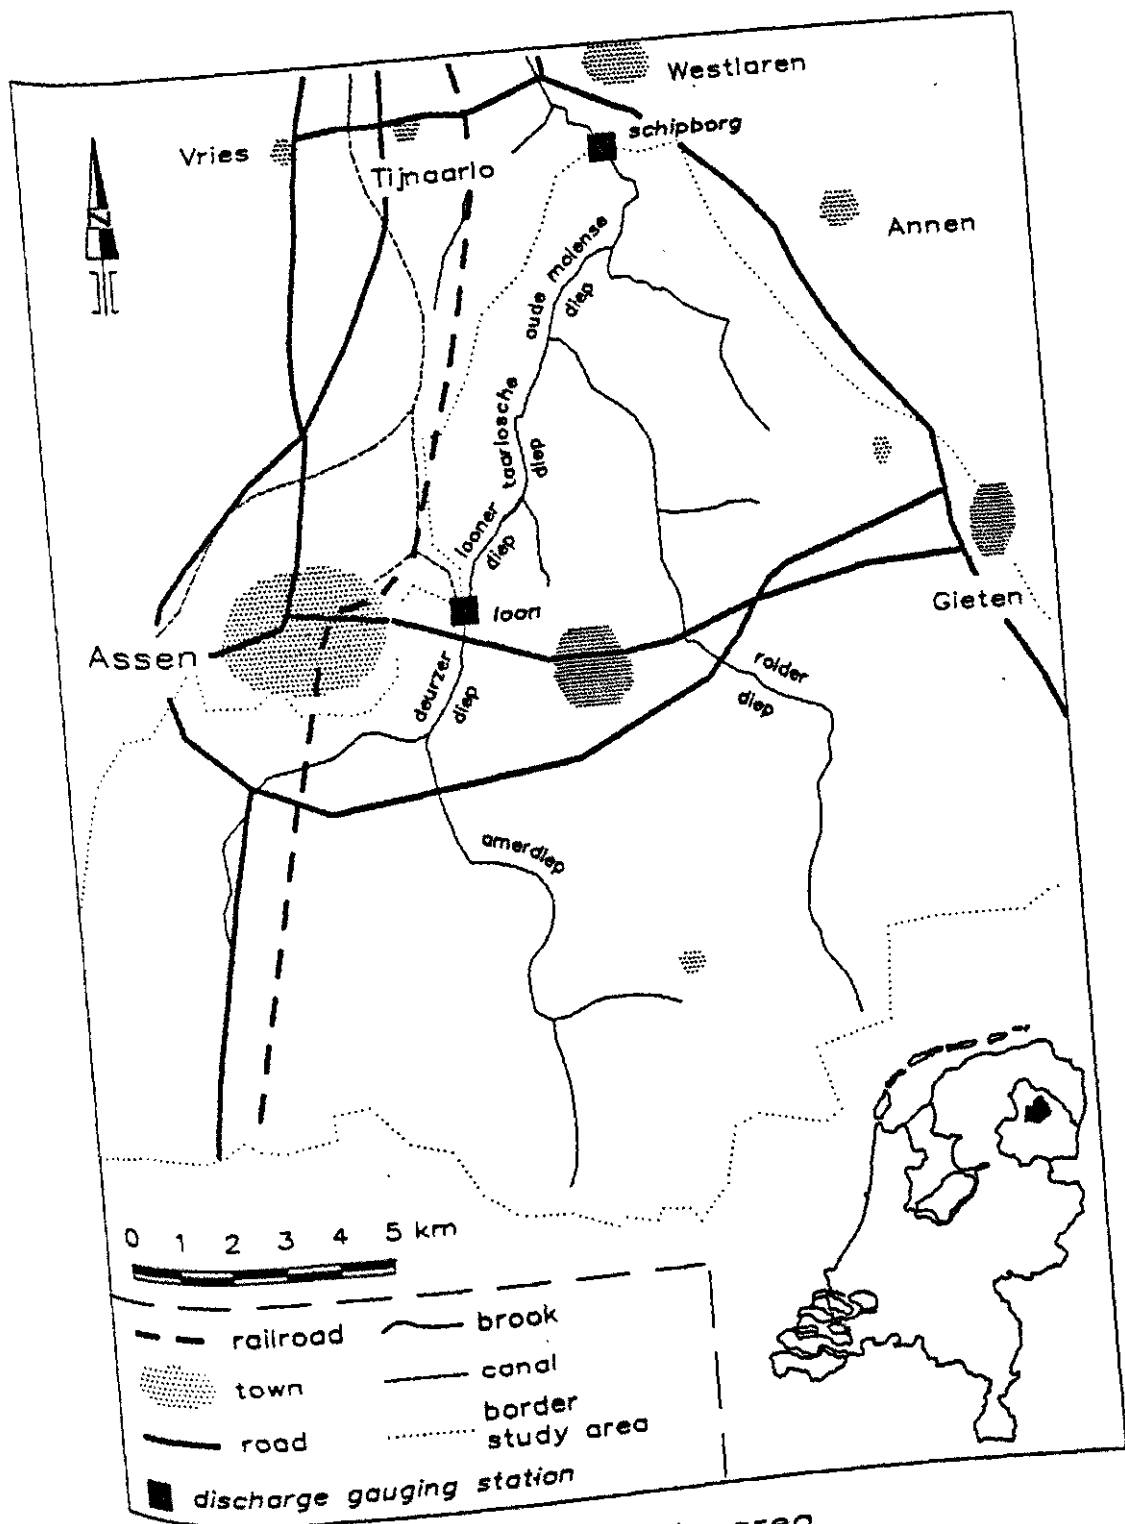 Westlaren
schipborg
Vries
Tijnaarlo
Annen
Z
oude molense
diep
taarlosche
diep
looner
diep
loon
Gieten
Assen
deurzer
diep
rolder
diep
amerdiep
0 1 2 3 4 5 km
railroad
brook
town
canal
road
border
study area
discharge gauging station
area